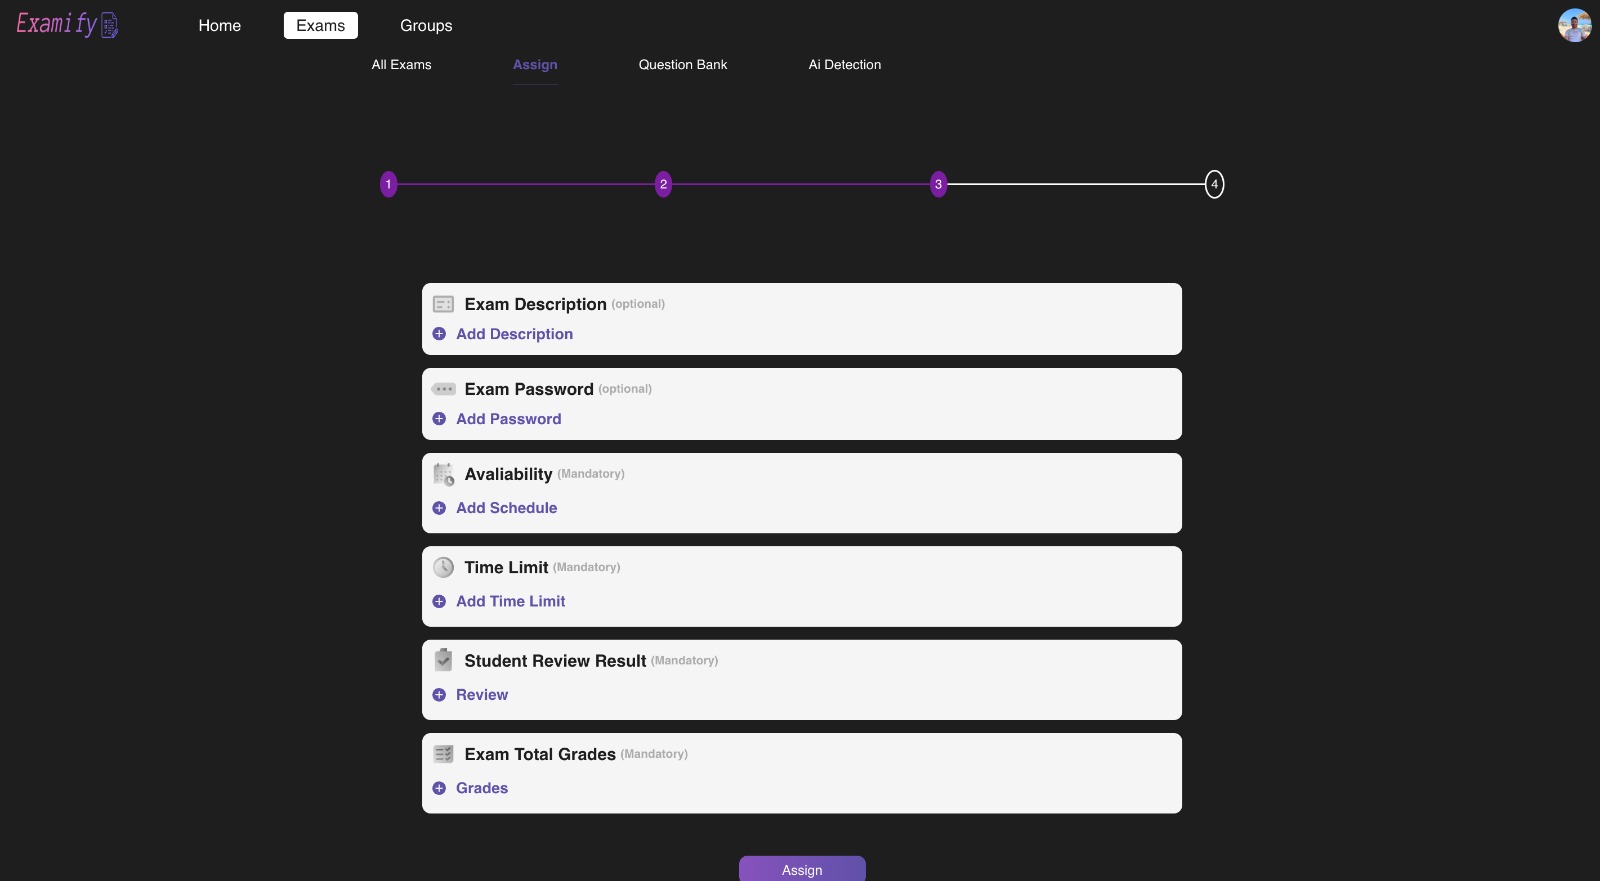 Examify
Home
Exams
Groups
All Exams
Assign
Question Bank
Ai Detection
1
2
3
4
Exam Description (optional)
Add Description
Exam Password (optional)
Add Password
Avaliability (Mandatory)
Add Schedule
Time Limit (Mandatory)
Add Time Limit
Student Review Result (Mandatory)
Review
Exam Total Grades (Mandatory)
Grades
Assign